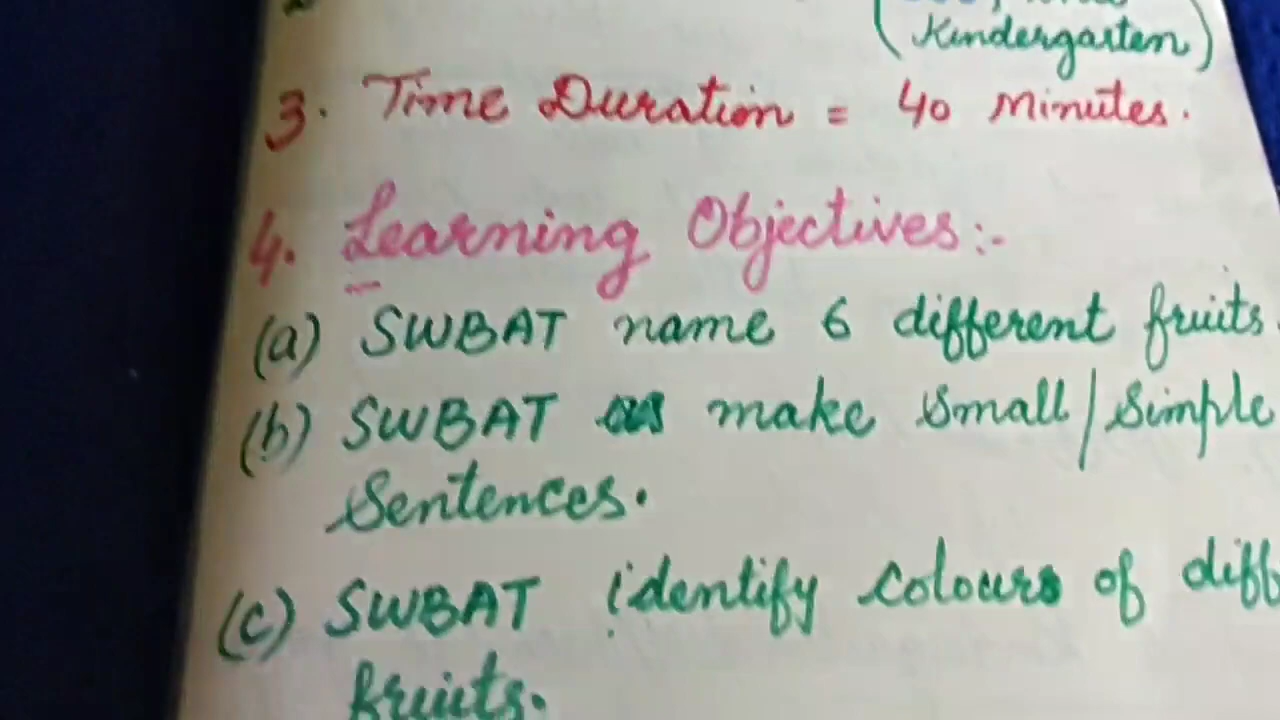 Kindergarten)
3. Time Duration = 40 Minutes.
4. Learning Objectives:-
(a) SWBAT name 6 different fruits.
(b) SWBAT make small/simple
Sentences.
(c) SWBAT identify colours of diff
fruits.